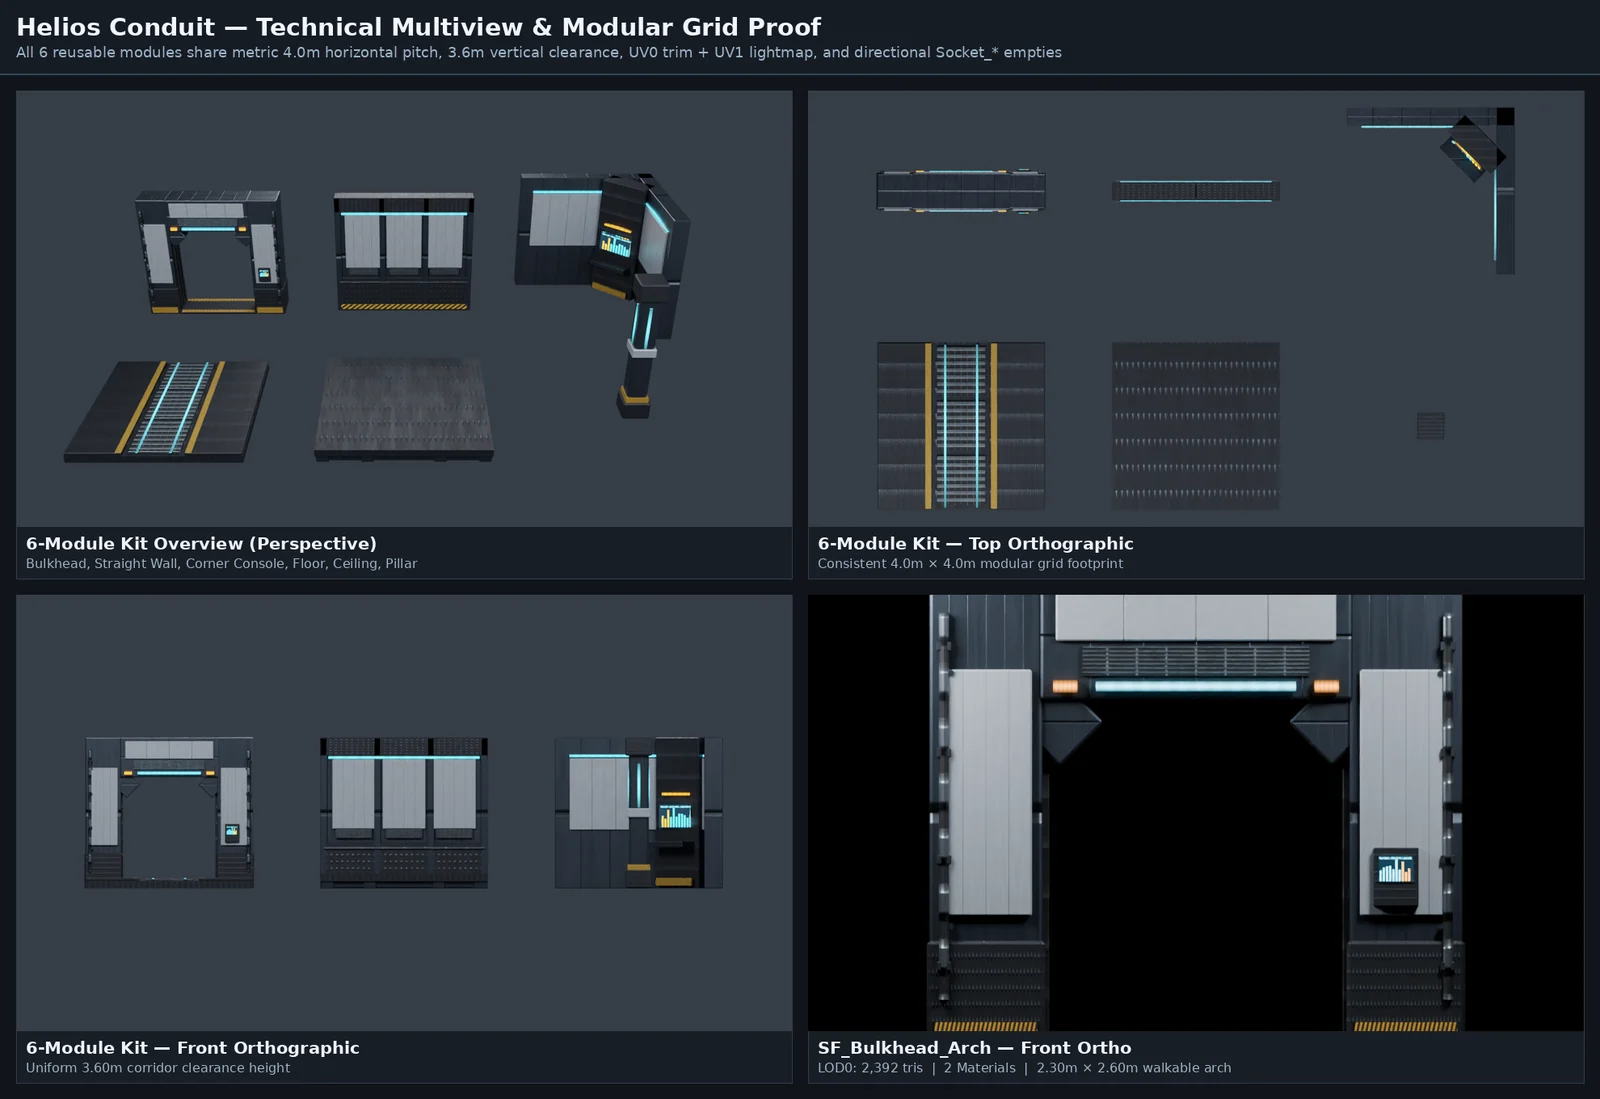 Helios Conduit — Technical Multiview & Modular Grid Proof
All 6 reusable modules share metric 4.0m horizontal pitch, 3.6m vertical clearance, UV0 trim + UV1 lightmap, and directional Socket_* empties
6-Module Kit Overview (Perspective)
Bulkhead, Straight Wall, Corner Console, Floor, Ceiling, Pillar
6-Module Kit — Top Orthographic
Consistent 4.0m × 4.0m modular grid footprint
6-Module Kit — Front Orthographic
Uniform 3.60m corridor clearance height
SF_Bulkhead_Arch — Front Ortho
LOD0: 2,392 tris | 2 Materials | 2.30m × 2.60m walkable arch